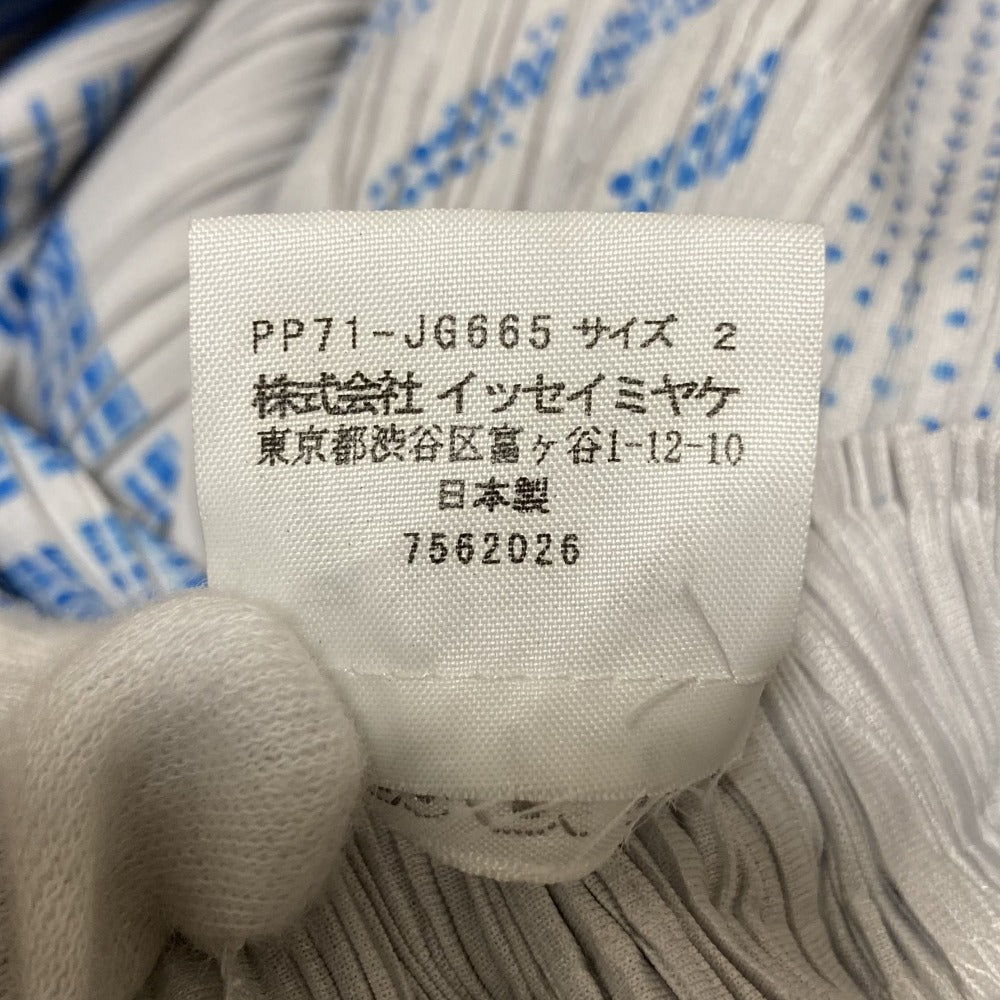 PP71-JG665 サイズ 2
株式会社 イッセイミヤケ
東京都渋谷区富ヶ谷1-12-10
日本製
7562026